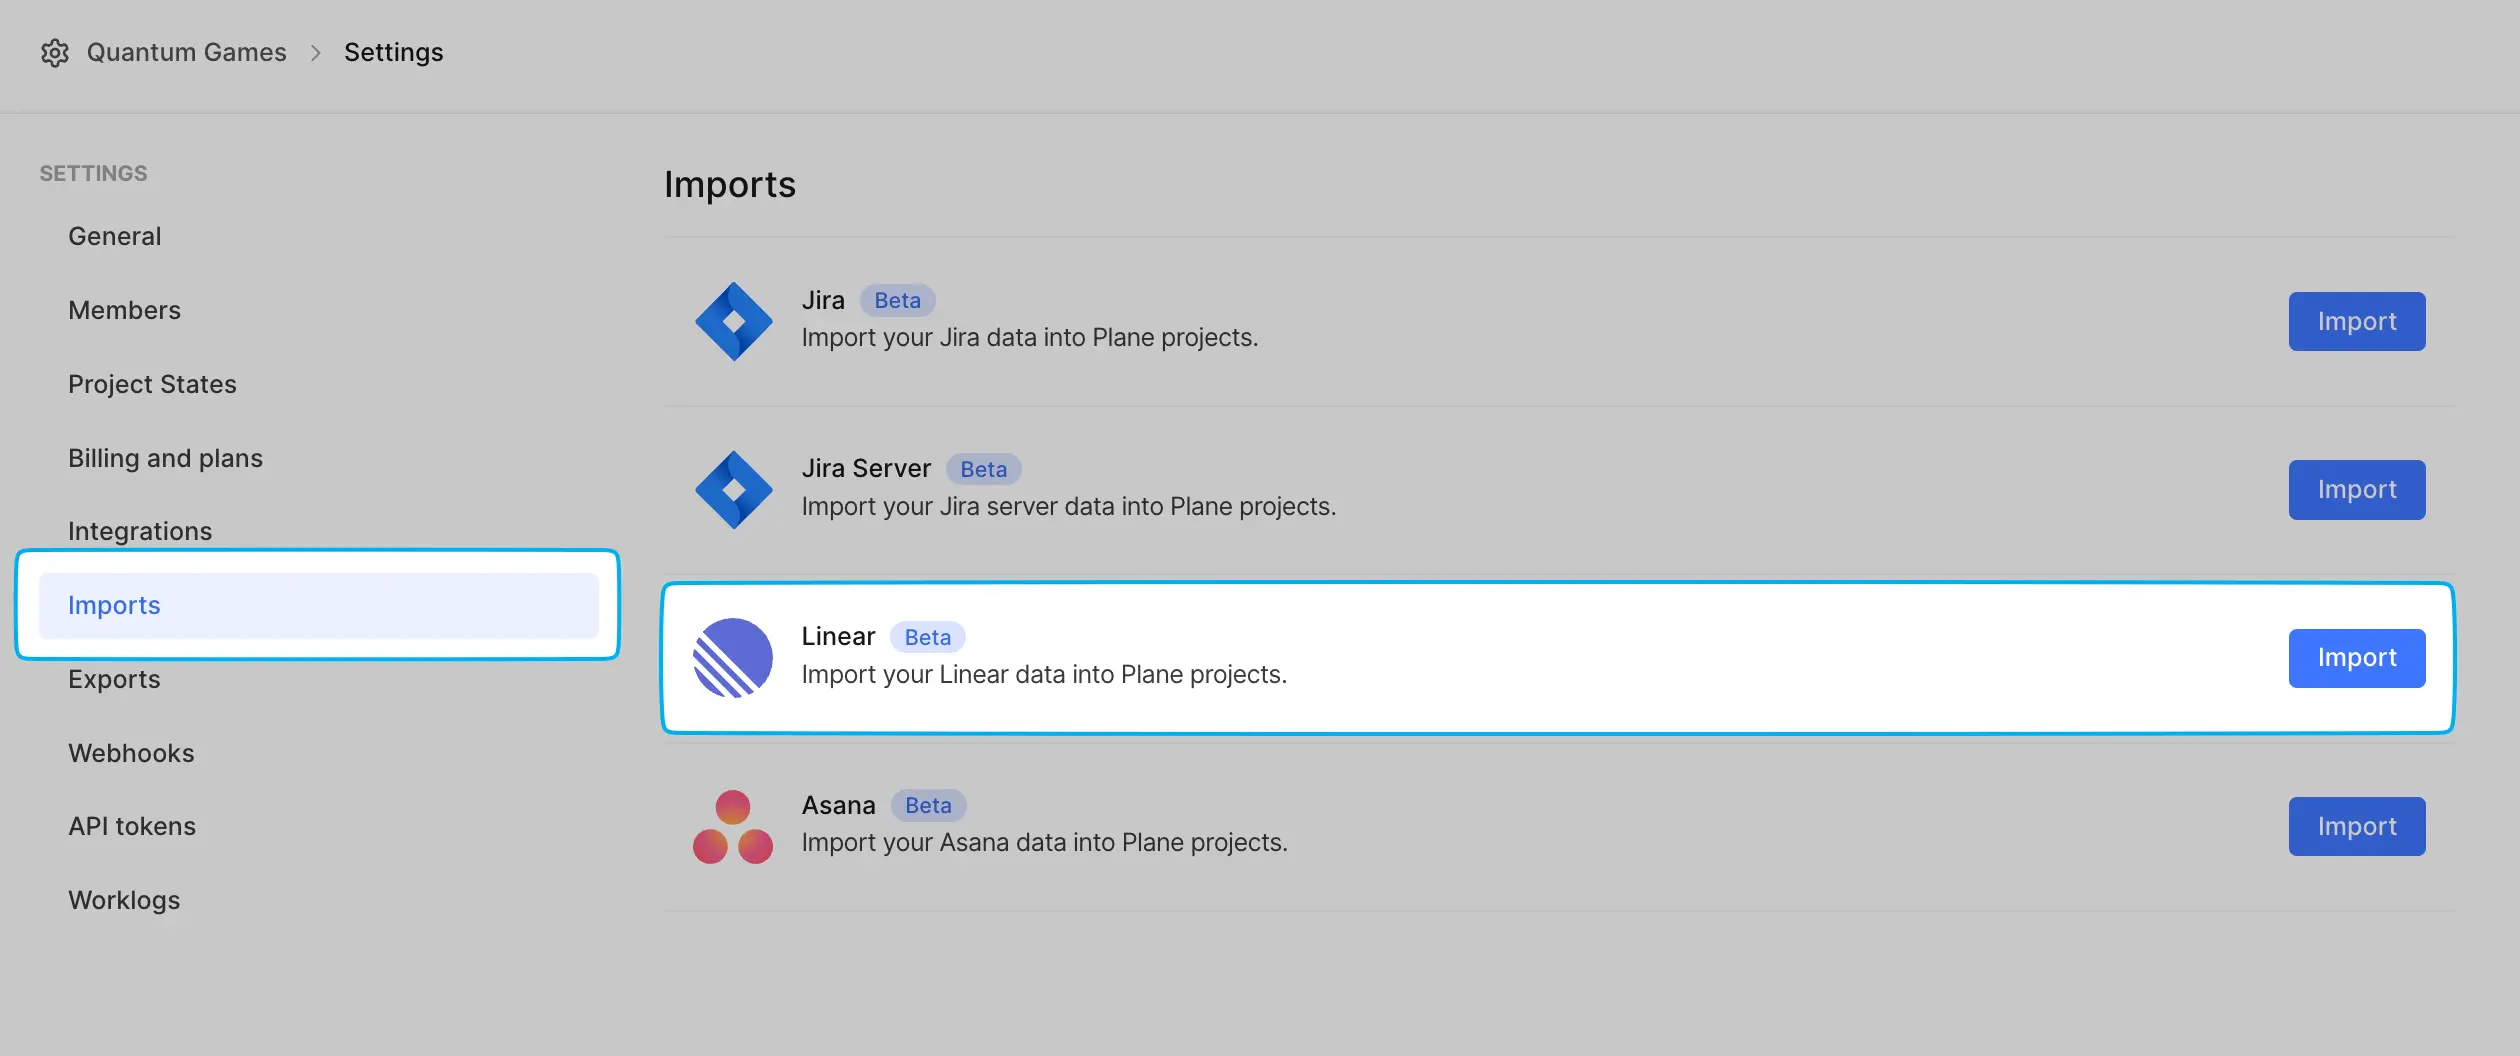 Quantum Games > Settings
SETTINGS
General
Members
Project States
Billing and plans
Integrations
Imports
Exports
Webhooks
API tokens
Worklogs
Imports
Jira Beta
Import your Jira data into Plane projects.
Import
Jira Server Beta
Import your Jira server data into Plane projects.
Import
Linear Beta
Import your Linear data into Plane projects.
Import
Asana Beta
Import your Asana data into Plane projects.
Import